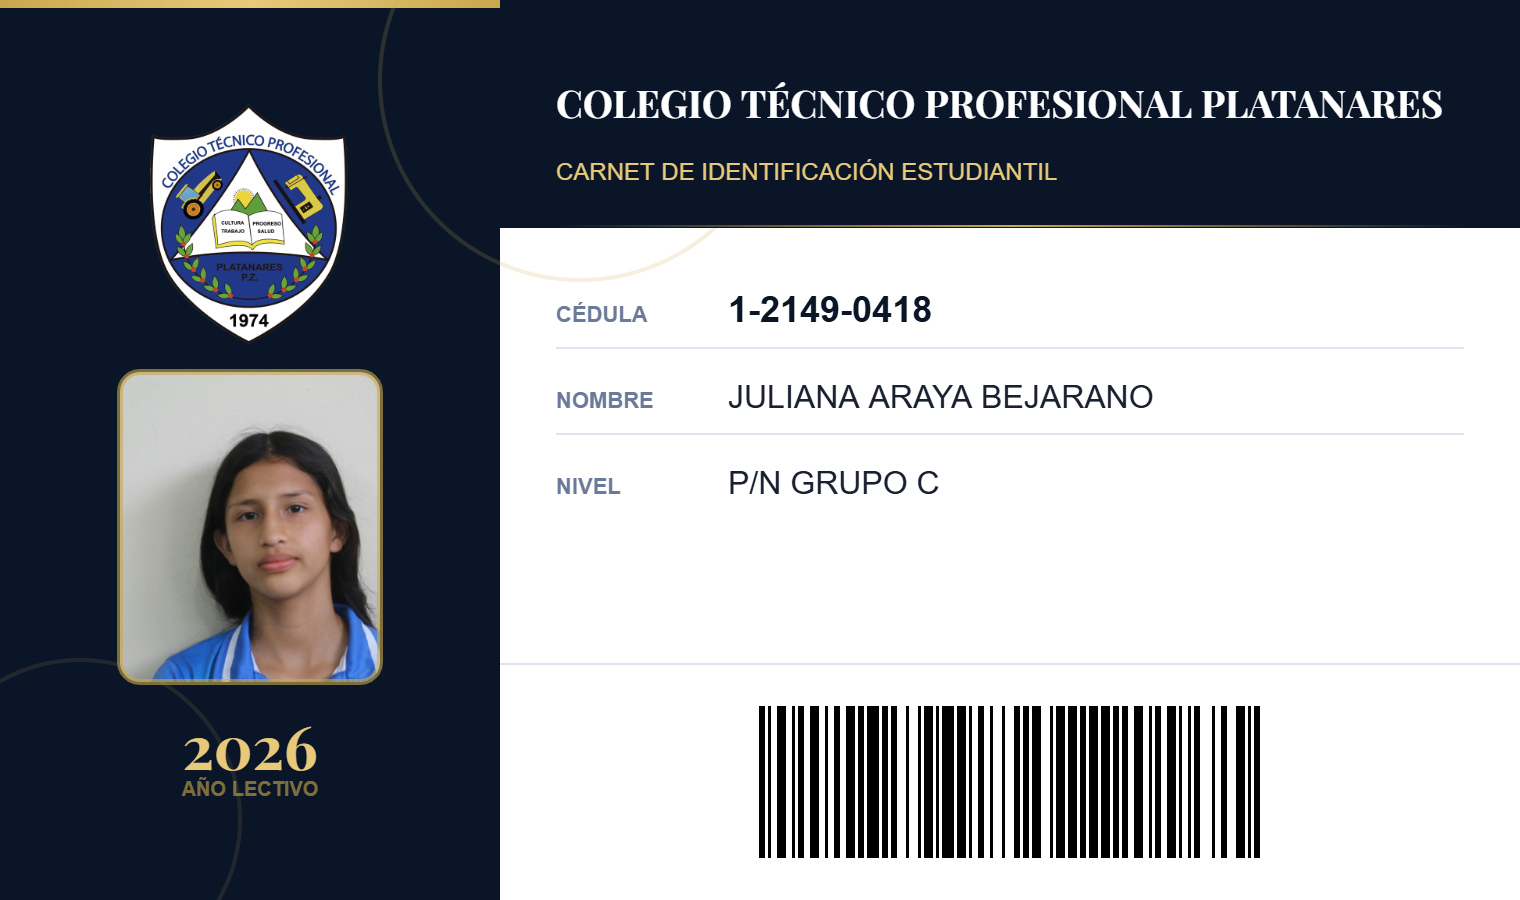 COLEGIO TÉCNICO PROFESIONAL
CULTURA
TRABAJO
PROGRESO
SALUD
PLATANARES
P.Z.
1974
2026
AÑO LECTIVO
COLEGIO TÉCNICO PROFESIONAL PLATANARES
CARNET DE IDENTIFICACIÓN ESTUDIANTIL
CÉDULA 1-2149-0418
NOMBRE JULIANA ARAYA BEJARANO
NIVEL P/N GRUPO C